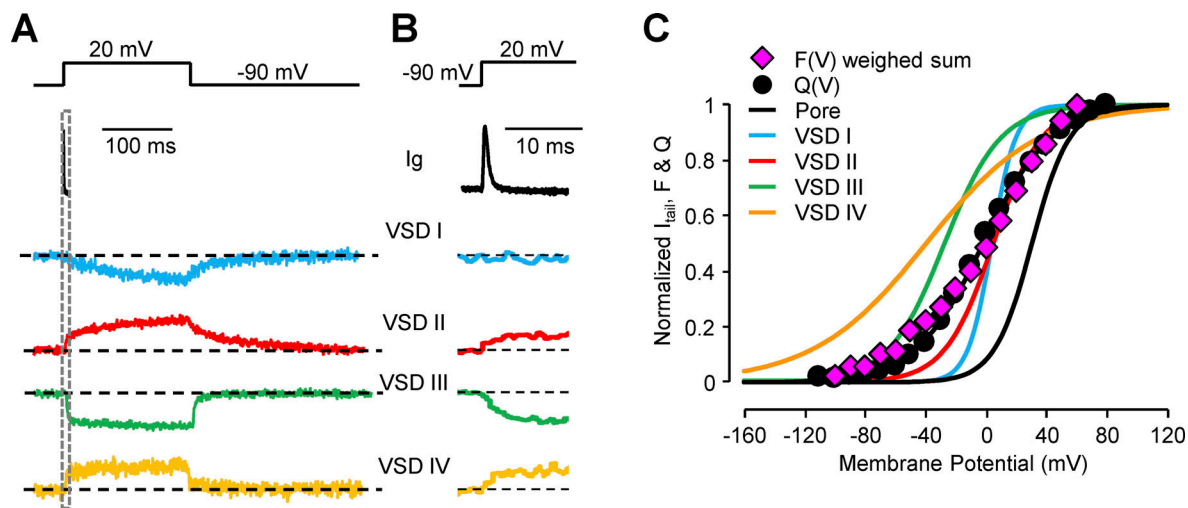 A
20 mV
-90 mV
100 ms
B
20 mV
-90 mV
10 ms
Ig
VSD I
VSD II
VSD III
VSD IV
C
F(V) weighed sum
Q(V)
Pore
VSD I
VSD II
VSD III
VSD IV
Normalized Itail, F & Q
1
0.8
0.6
0.4
0.2
0
-160
-120
-80
-40
0
40
80
120
Membrane Potential (mV)